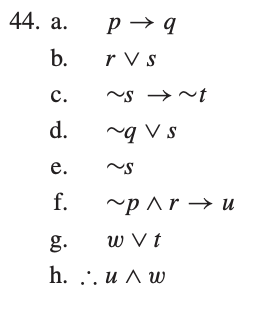 44. a. p → q
b. r ∨ s
c. ~s → ~t
d. ~q ∨ s
e. ~s
f. ~p ∧ r → u
g. w ∨ t
h. ∴ u ∧ w